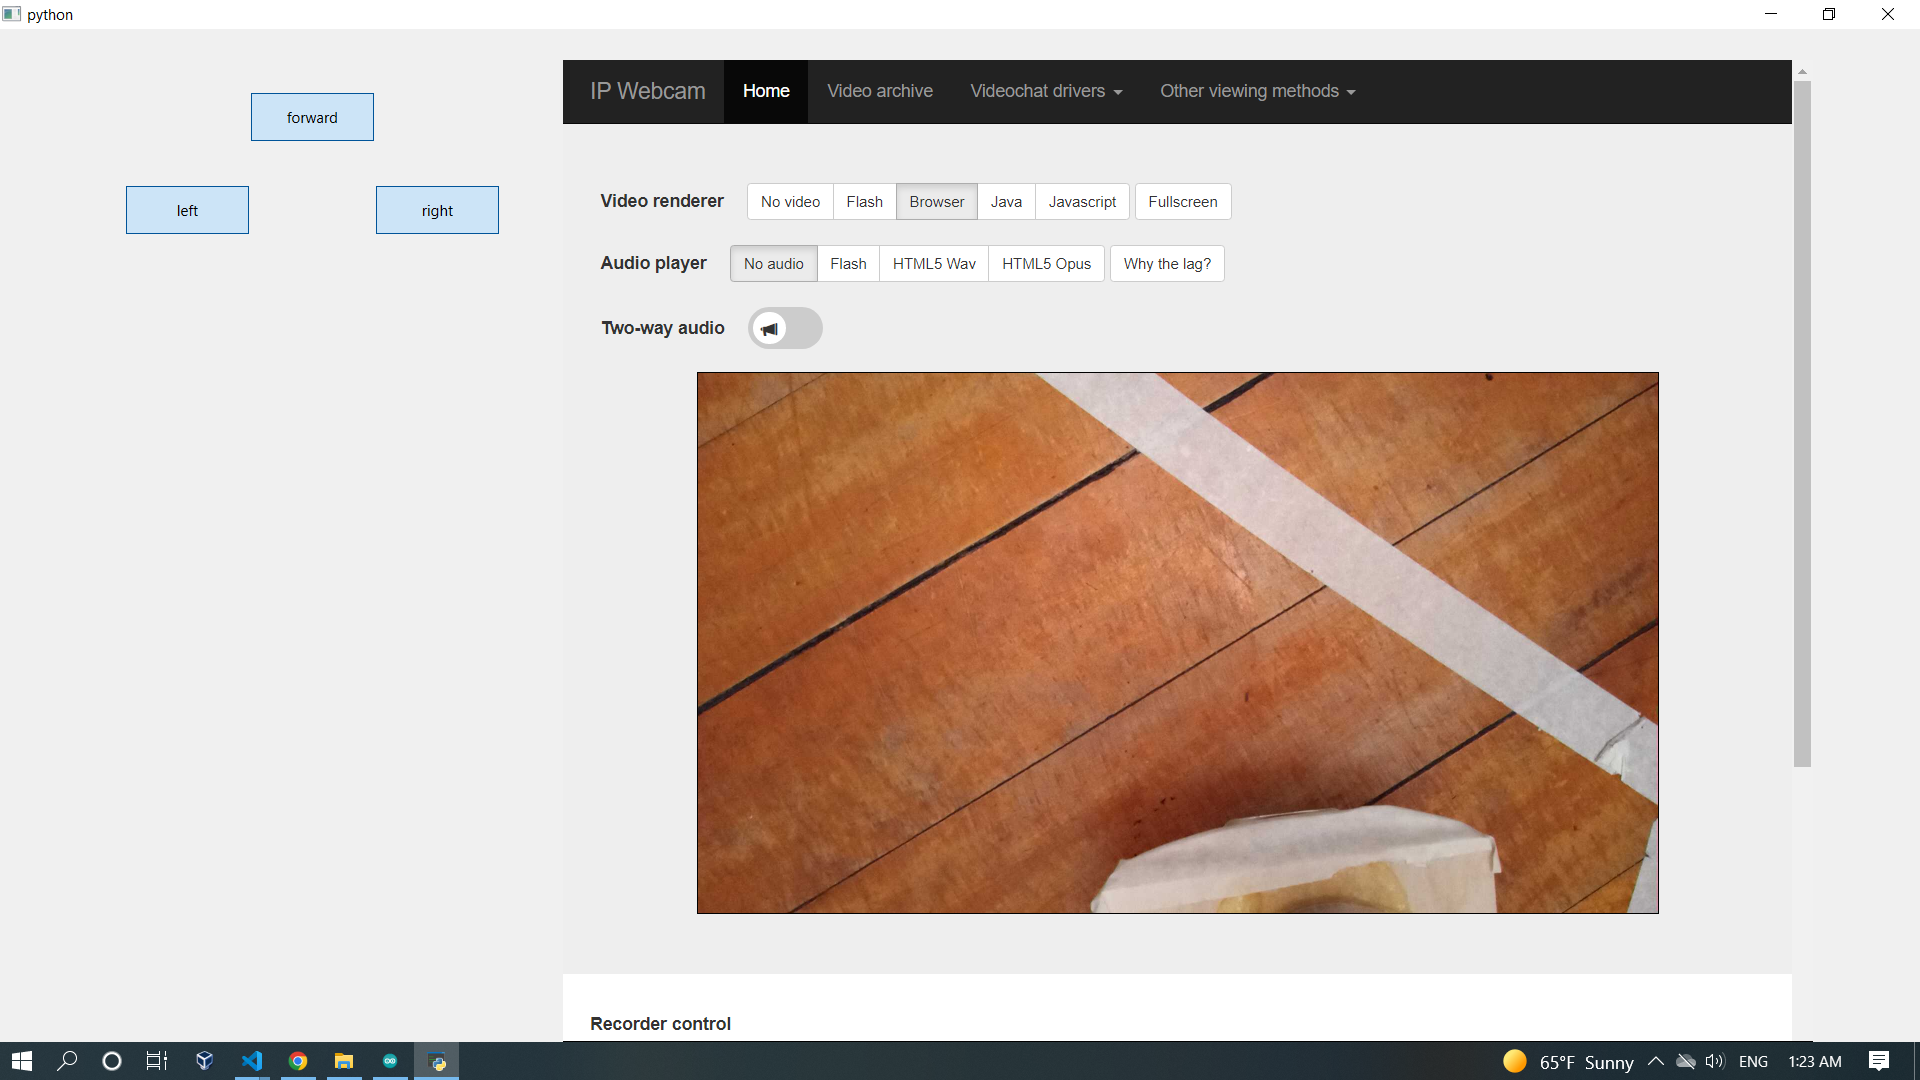 python
forward
left right
IP Webcam Home Video archive Videochat drivers Other viewing methods
Video renderer No video Flash Browser Java Javascript Fullscreen
Audio player No audio Flash HTML5 Wav HTML5 Opus Why the lag?
Two-way audio
Recorder control
65°F Sunny ENG 1:23 AM